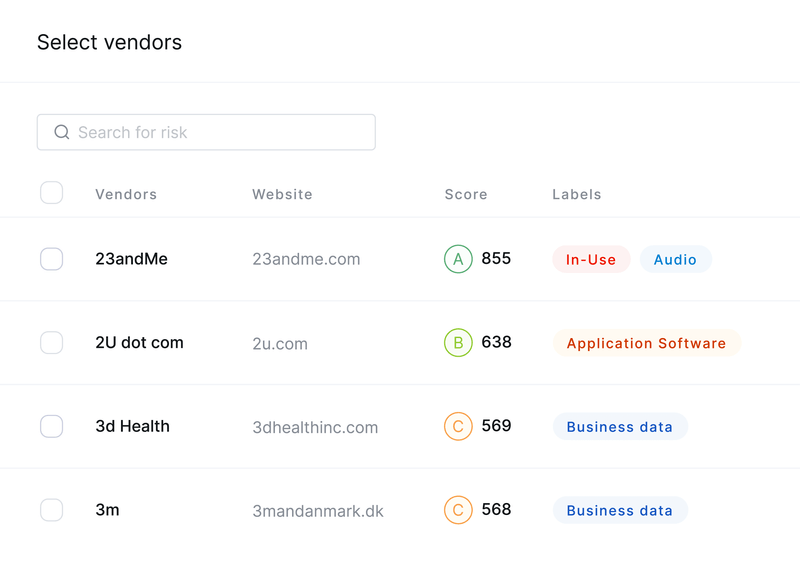 Select vendors
Search for risk
Vendors Website Score Labels
23andMe 23andme.com A 855 In-Use Audio
2U dot com 2u.com B 638 Application Software
3d Health 3dhealthinc.com C 569 Business data
3m 3mandanmark.dk C 568 Business data